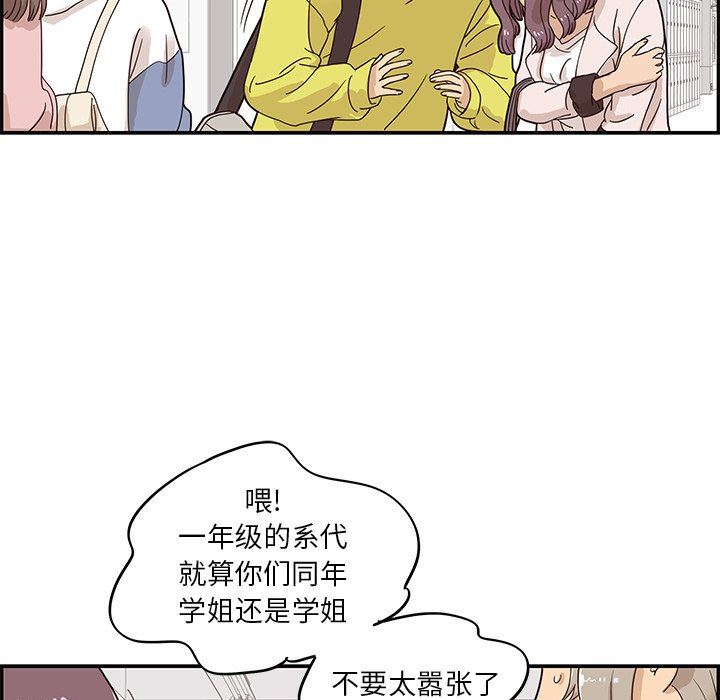 喂!
一年级的系代
就算你们同年
学姐还是学姐
不要太嚣张了